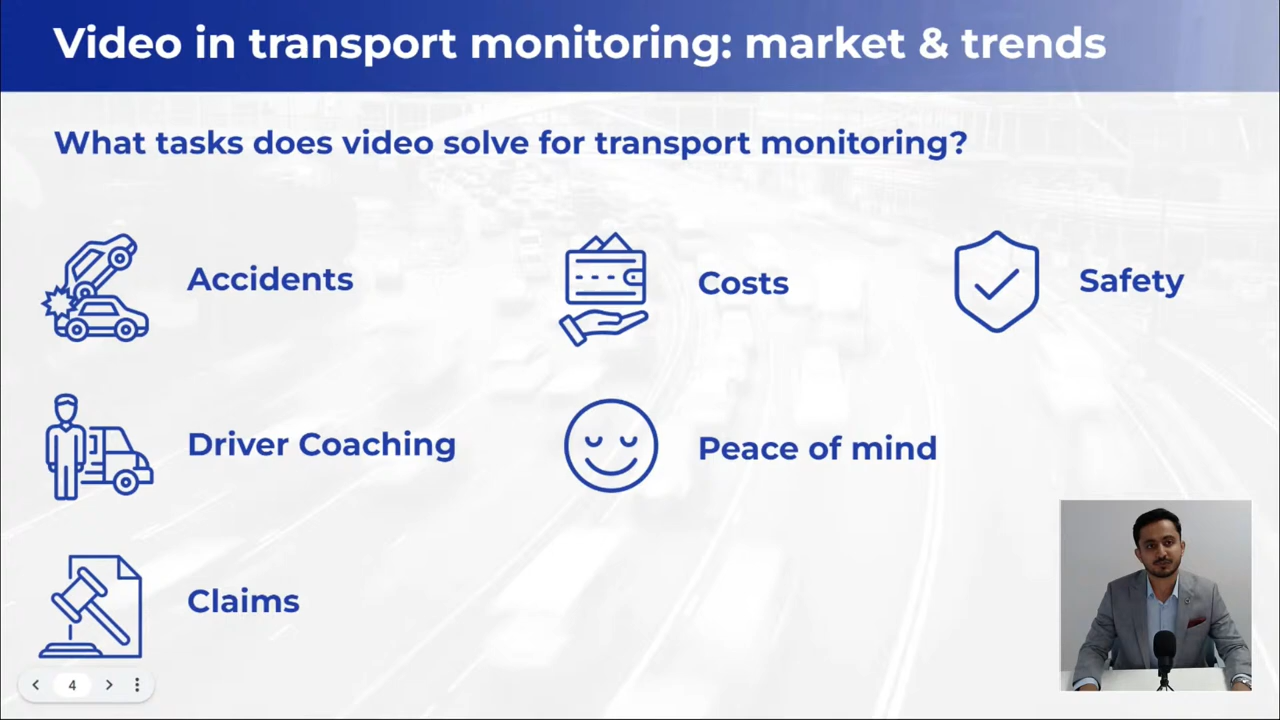 Video in transport monitoring: market & trends
What tasks does video solve for transport monitoring?
Accidents
Costs
Safety
Driver Coaching
Peace of mind
Claims
4